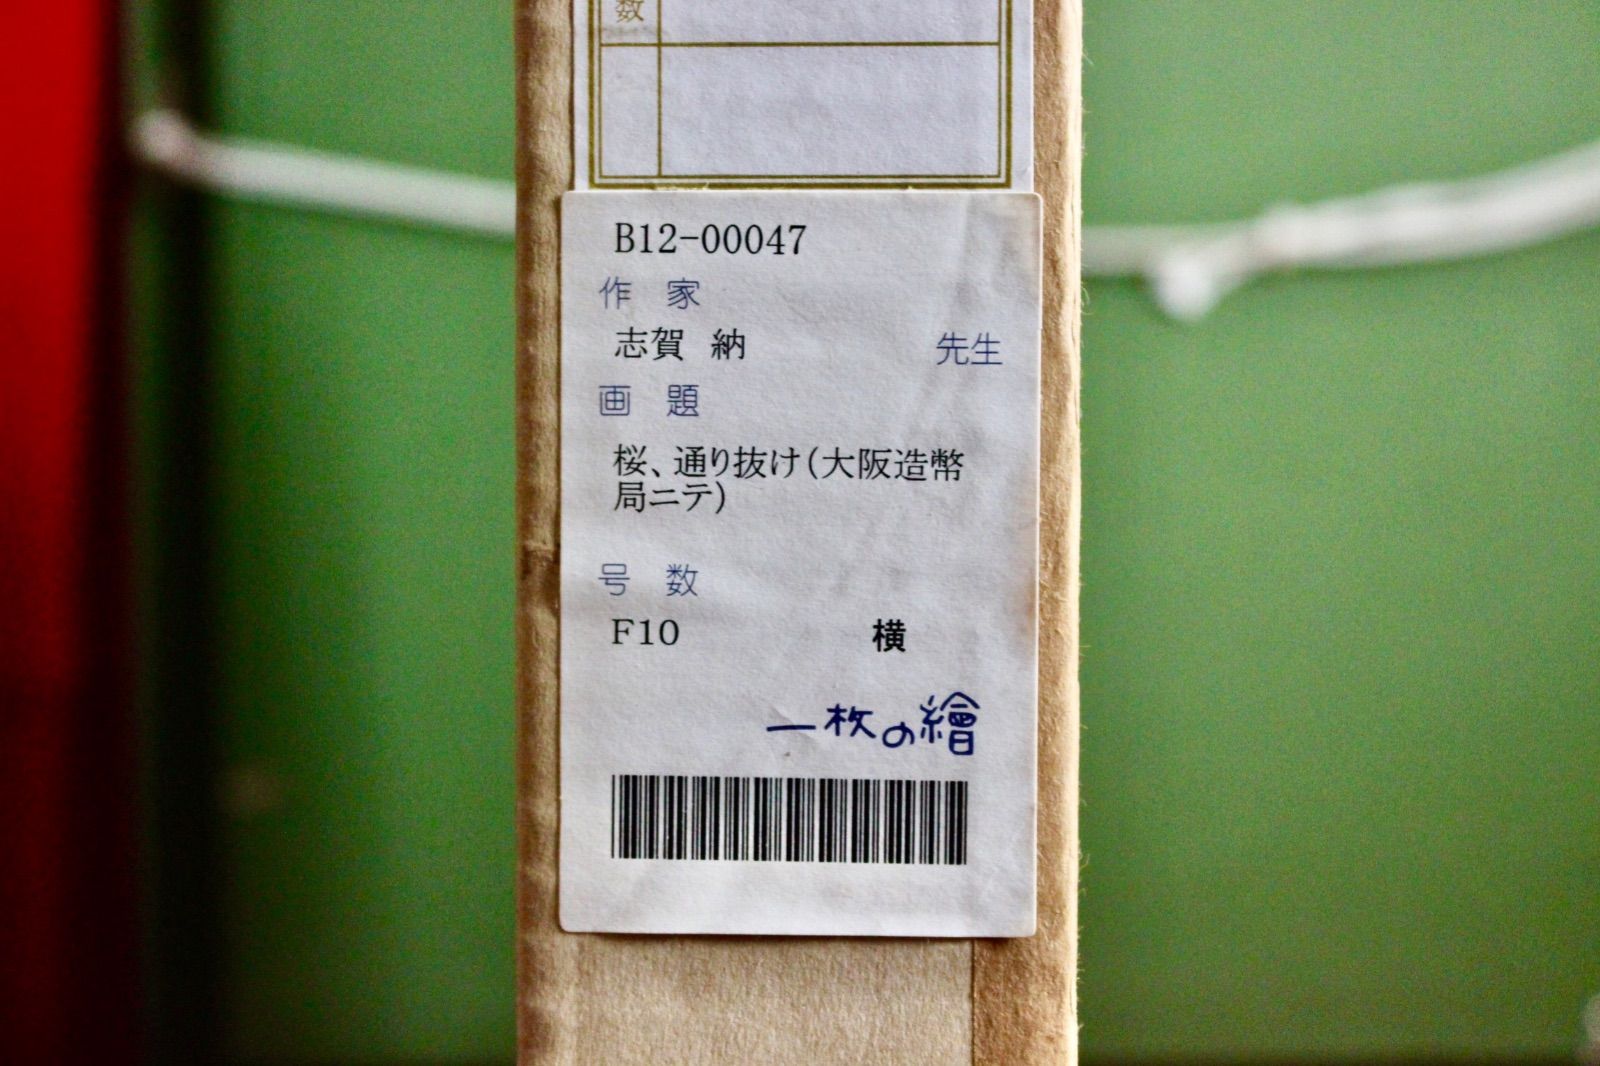 数
B12-00047
作 家
志賀 納 先生
画 題
桜、通り抜け(大阪造幣
局ニテ)
号 数
F10 横
一枚の繪